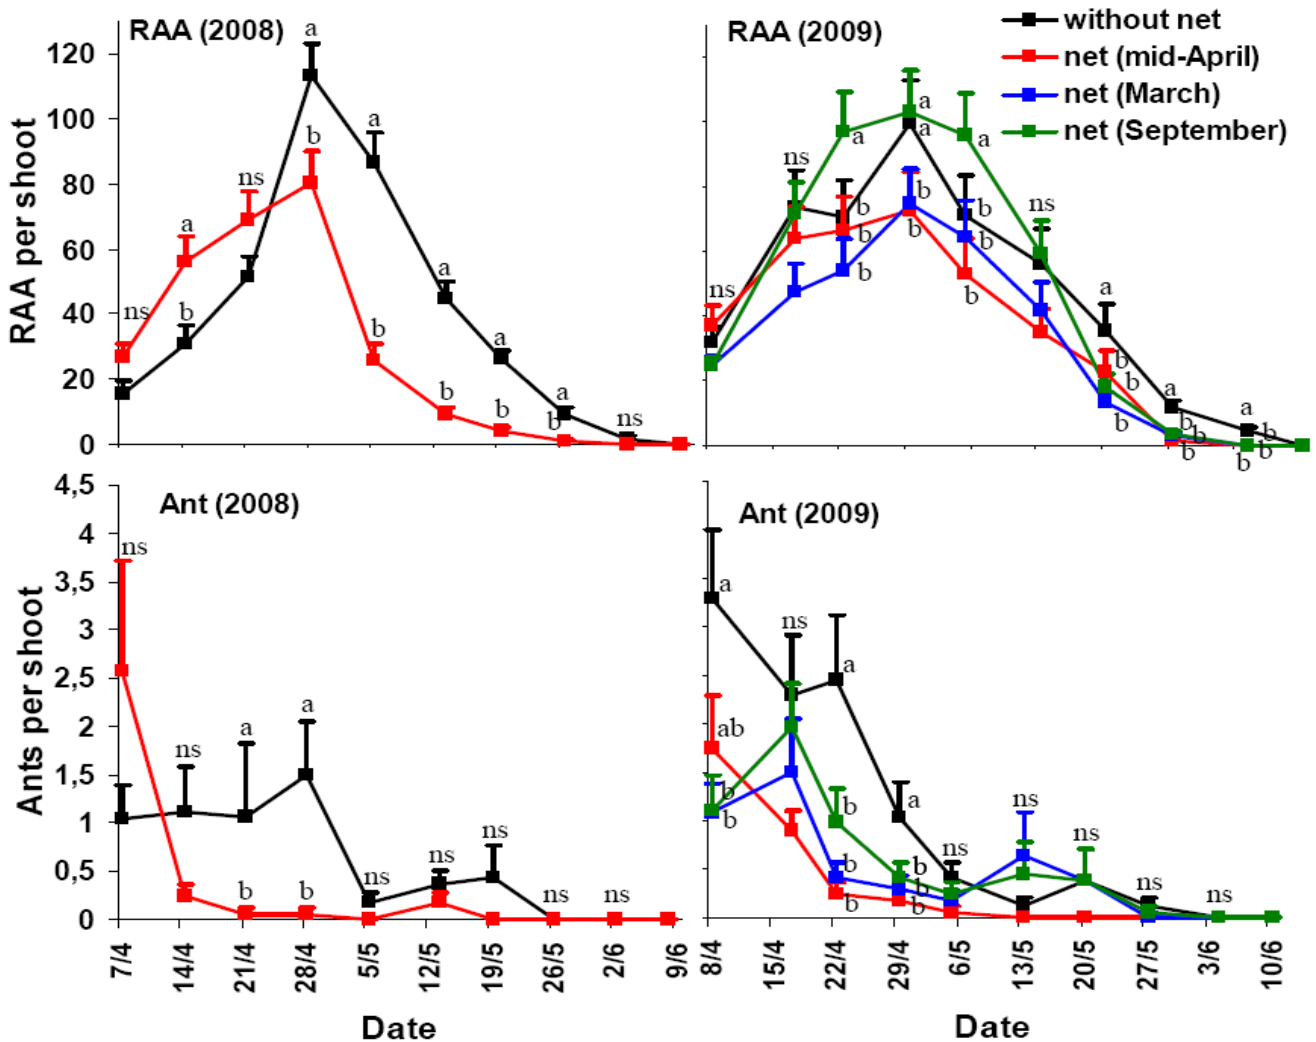 RAA (2008)
RAA (2009)
without net
net (mid-April)
net (March)
net (September)
RAA per shoot
120
100
80
60
40
20
0
ns
a
b
ns
a
b
a
b
a
b
a
b
a
b
ns
ns
ns
a
b
b
b
a
a
b
b
a
b
b
b
ns
a
b
b
b
a
b
b
b
a
b
b
b
Ant (2008)
Ant (2009)
Ants per shoot
4,5
4
3,5
3
2,5
2
1,5
1
0,5
0
ns
ns
a
b
a
b
ns
ns
ns
ns
ns
a
ab
b
b
ns
a
b
b
b
a
b
b
b
ns
ns
ns
ns
ns
7/4
14/4
21/4
28/4
5/5
12/5
19/5
26/5
2/6
9/6
8/4
15/4
22/4
29/4
6/5
13/5
20/5
27/5
3/6
10/6
Date
Date